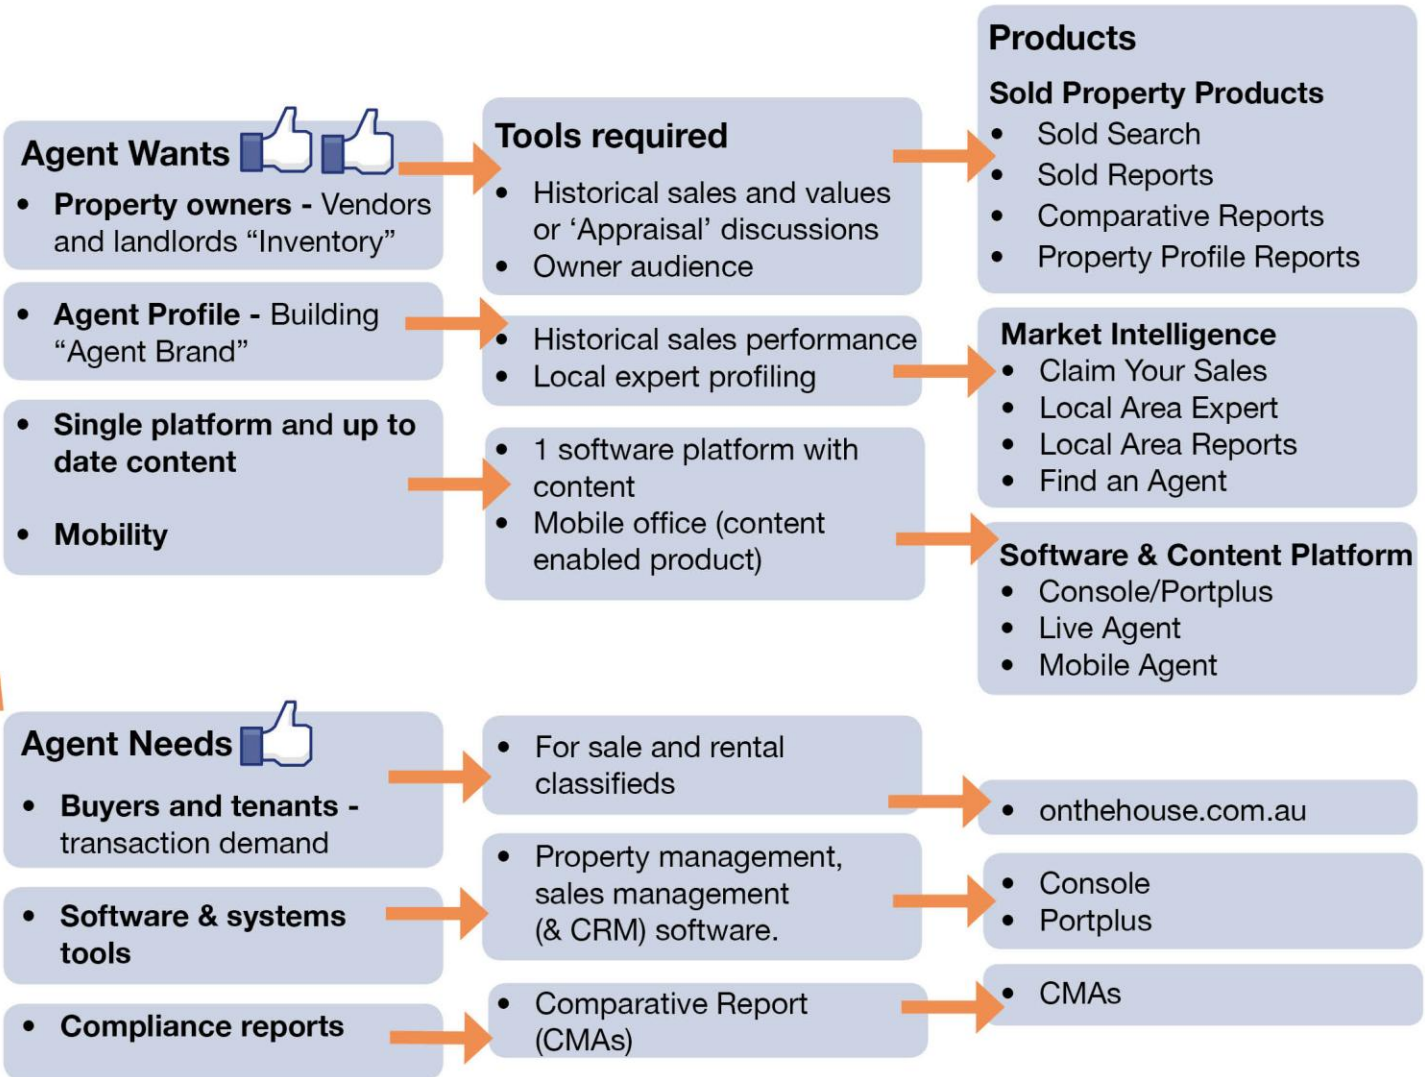 Agent Wants
• Property owners - Vendors
and landlords “Inventory”
• Agent Profile - Building
“Agent Brand”
• Single platform and up to
date content
• Mobility
Tools required
• Historical sales and values
or ‘Appraisal’ discussions
• Owner audience
• Historical sales performance
• Local expert profiling
• 1 software platform with
content
• Mobile office (content
enabled product)
Products
Sold Property Products
• Sold Search
• Sold Reports
• Comparative Reports
• Property Profile Reports
Market Intelligence
• Claim Your Sales
• Local Area Expert
• Local Area Reports
• Find an Agent
Software & Content Platform
• Console/Portplus
• Live Agent
• Mobile Agent
Agent Needs
• Buyers and tenants -
transaction demand
• Software & systems
tools
• Compliance reports
• For sale and rental
classifieds
• Property management,
sales management
(& CRM) software.
• Comparative Report
(CMAs)
• onthehouse.com.au
• Console
• Portplus
• CMAs